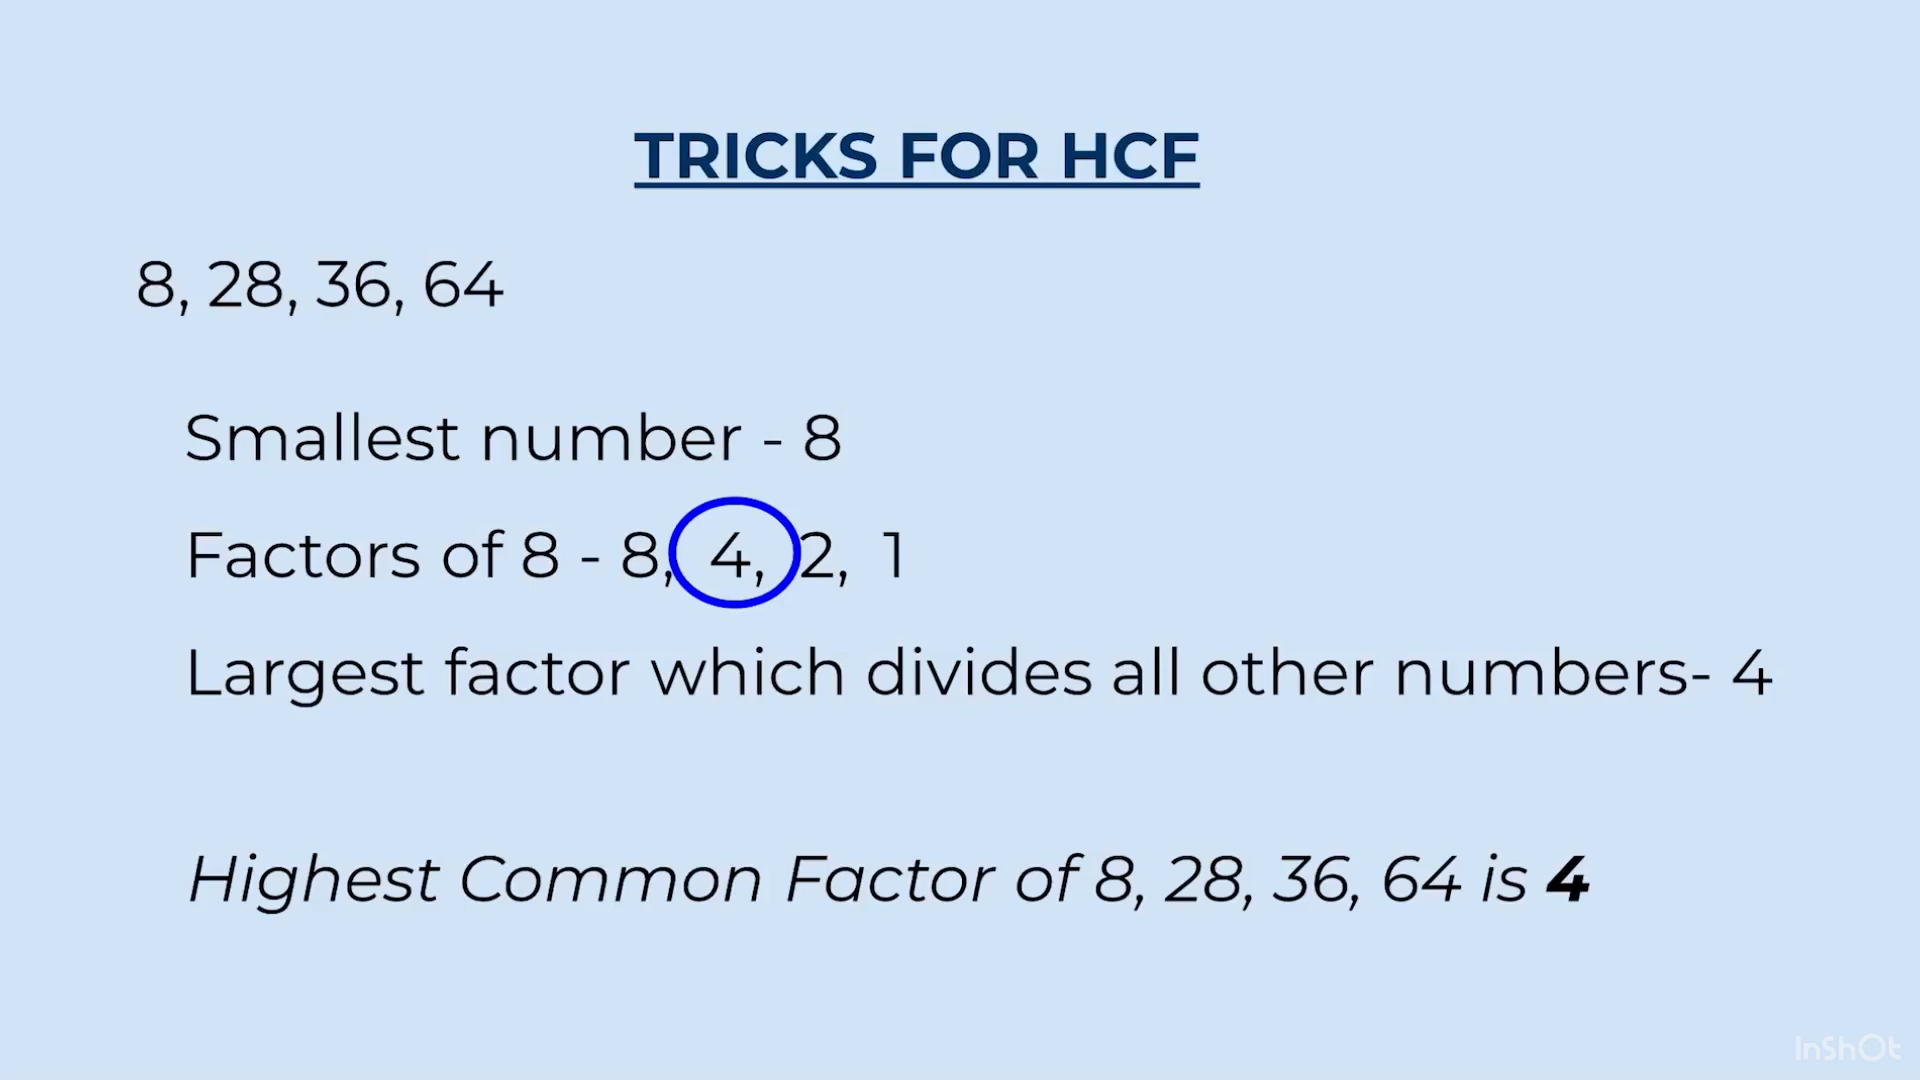 TRICKS FOR HCF
8, 28, 36, 64
Smallest number - 8
Factors of 8 - 8, 4, 2, 1
Largest factor which divides all other numbers- 4
Highest Common Factor of 8, 28, 36, 64 is 4
InShOt